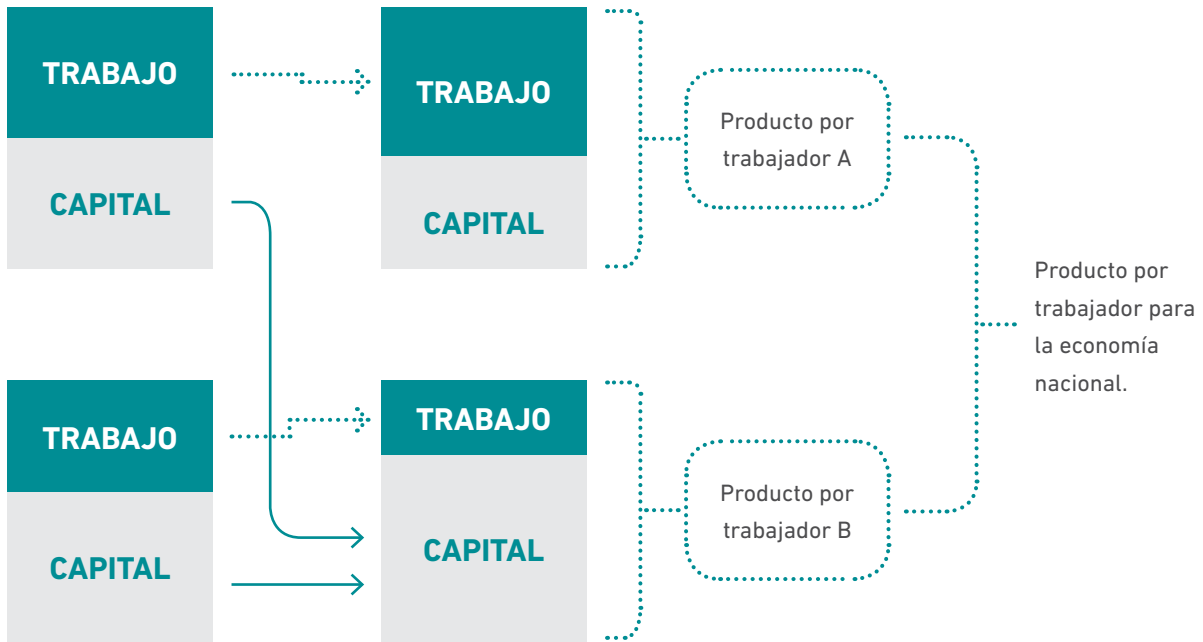 TRABAJO
CAPITAL
TRABAJO
CAPITAL
Producto por
trabajador A
Producto por
trabajador para
la economía
nacional.
TRABAJO
CAPITAL
TRABAJO
CAPITAL
Producto por
trabajador B